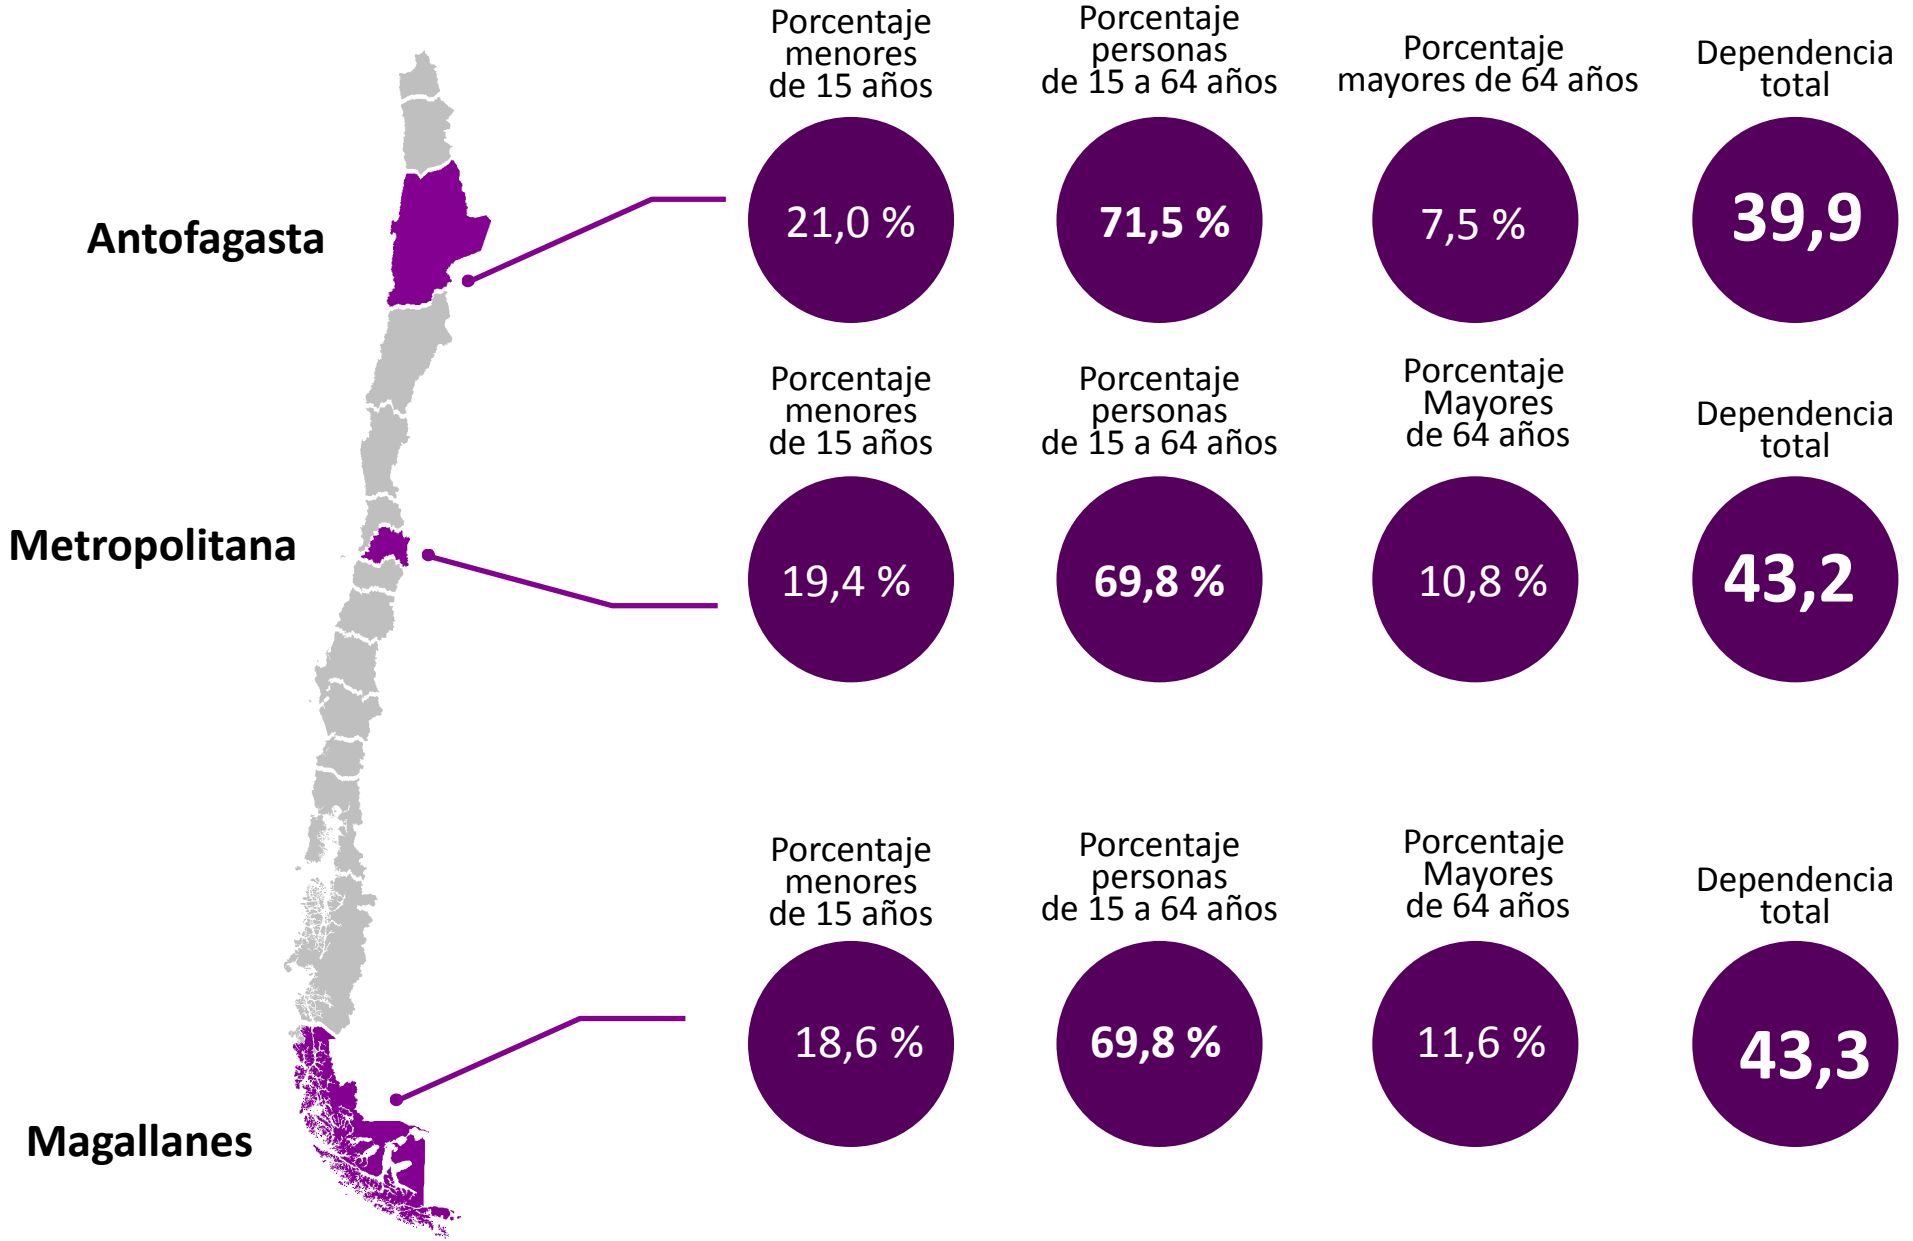 Antofagasta
Porcentaje
menores
de 15 años
21,0 %
Porcentaje
personas
de 15 a 64 años
71,5 %
Porcentaje
mayores de 64 años
7,5 %
Dependencia
total
39,9
Metropolitana
Porcentaje
menores
de 15 años
19,4 %
Porcentaje
personas
de 15 a 64 años
69,8 %
Porcentaje
Mayores
de 64 años
10,8 %
Dependencia
total
43,2
Magallanes
Porcentaje
menores
de 15 años
18,6 %
Porcentaje
personas
de 15 a 64 años
69,8 %
Porcentaje
Mayores
de 64 años
11,6 %
Dependencia
total
43,3